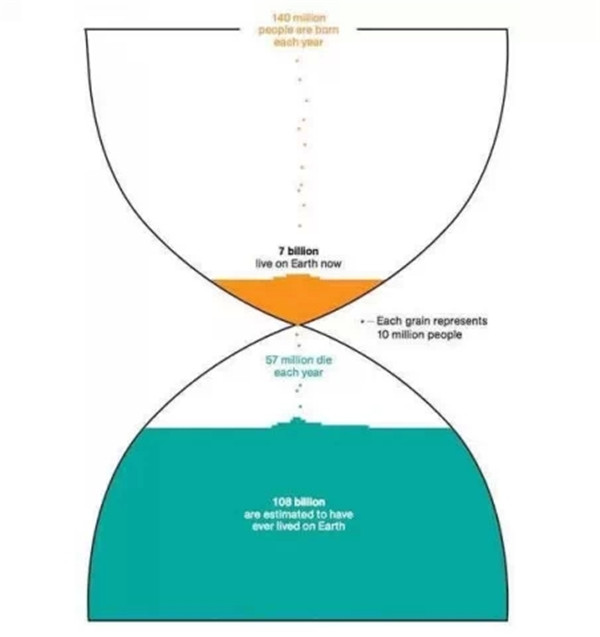 140 million
people are born
each year
7 billion
live on Earth now
Each grain represents
10 million people
57 million die
each year
108 billion
are estimated to have
ever lived on Earth